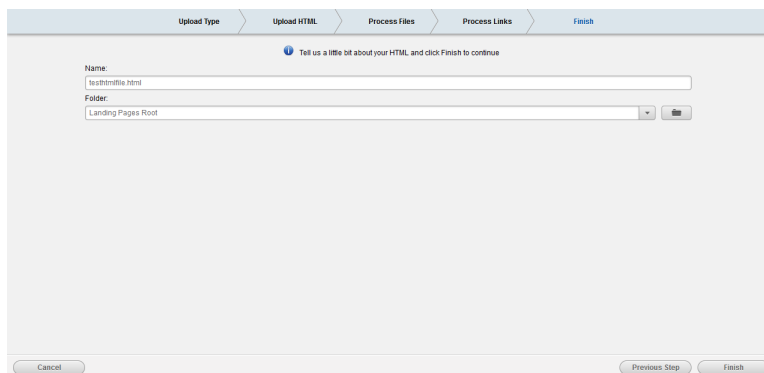 Upload Type Upload HTML Process Files Process Links Finish
Tell us a little bit about your HTML and click Finish to continue
Name:
testhtmlfile.html
Folder:
Landing Pages Root
Cancel Previous Step Finish